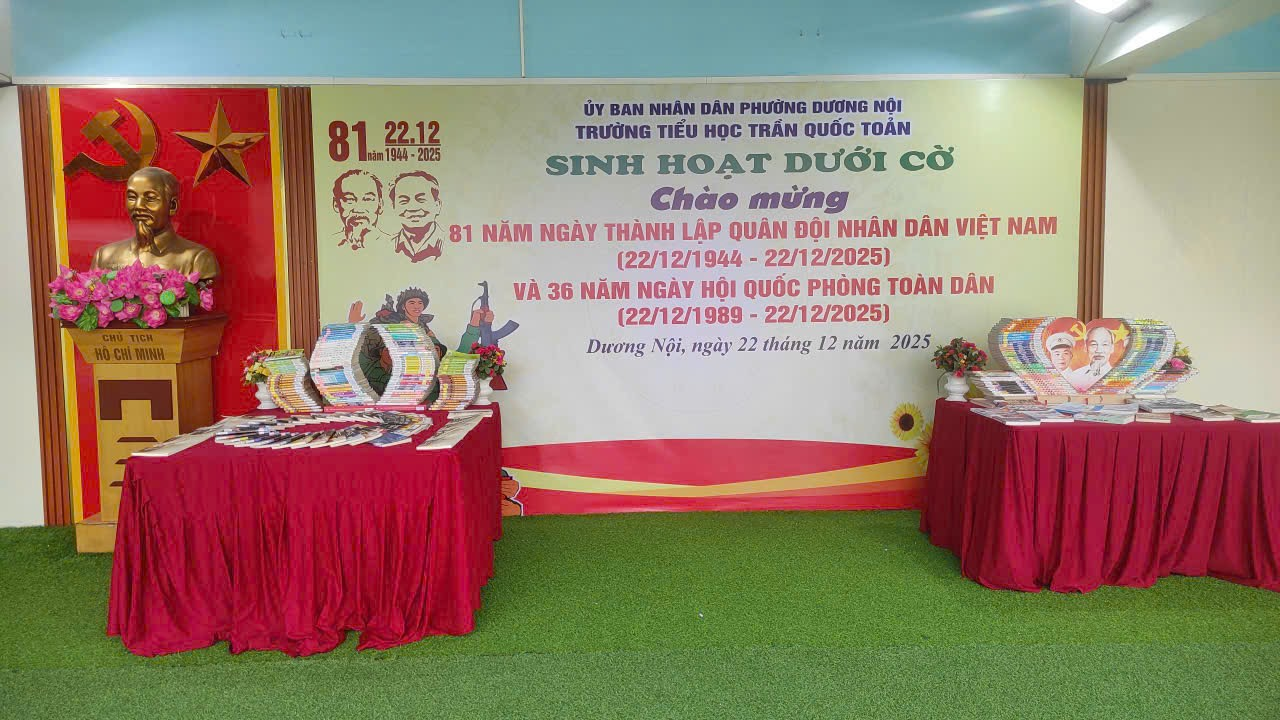 81 năm 22.12
1944 - 2025
ỦY BAN NHÂN DÂN PHƯỜNG DƯƠNG NỘI
TRƯỜNG TIỂU HỌC TRẦN QUỐC TOẢN
SINH HOẠT DƯỚI CỜ
Chào mừng
81 NĂM NGÀY THÀNH LẬP QUÂN ĐỘI NHÂN DÂN VIỆT NAM
(22/12/1944 - 22/12/2025)
VÀ 36 NĂM NGÀY HỘI QUỐC PHÒNG TOÀN DÂN
(22/12/1989 - 22/12/2025)
Dương Nội, ngày 22 tháng 12 năm 2025
CHỦ TỊCH
HỒ CHÍ MINH